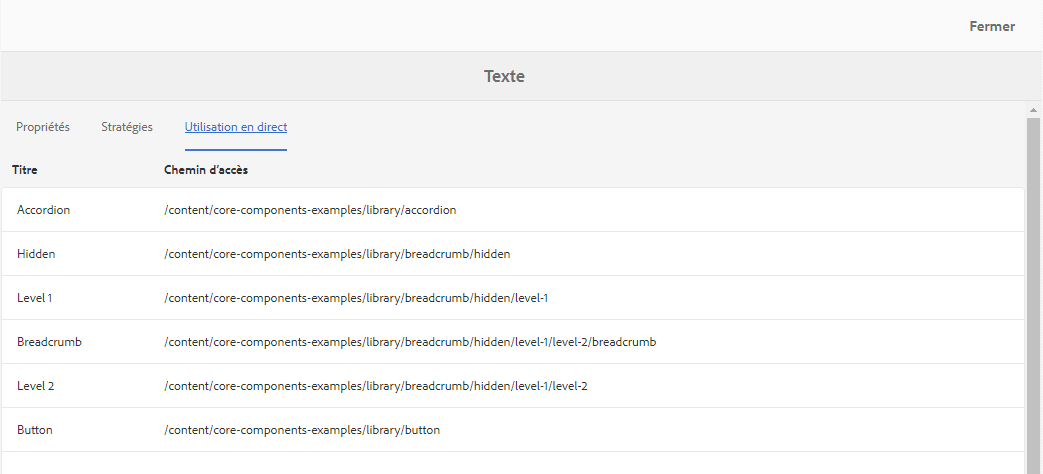 Fermer
Texte
Propriétés Stratégies Utilisation en direct
Titre Chemin d'accès
Accordion /content/core-components-examples/library/accordion
Hidden /content/core-components-examples/library/breadcrumb/hidden
Level 1 /content/core-components-examples/library/breadcrumb/hidden/level-1
Breadcrumb /content/core-components-examples/library/breadcrumb/hidden/level-1/level-2/breadcrumb
Level 2 /content/core-components-examples/library/breadcrumb/hidden/level-1/level-2
Button /content/core-components-examples/library/button